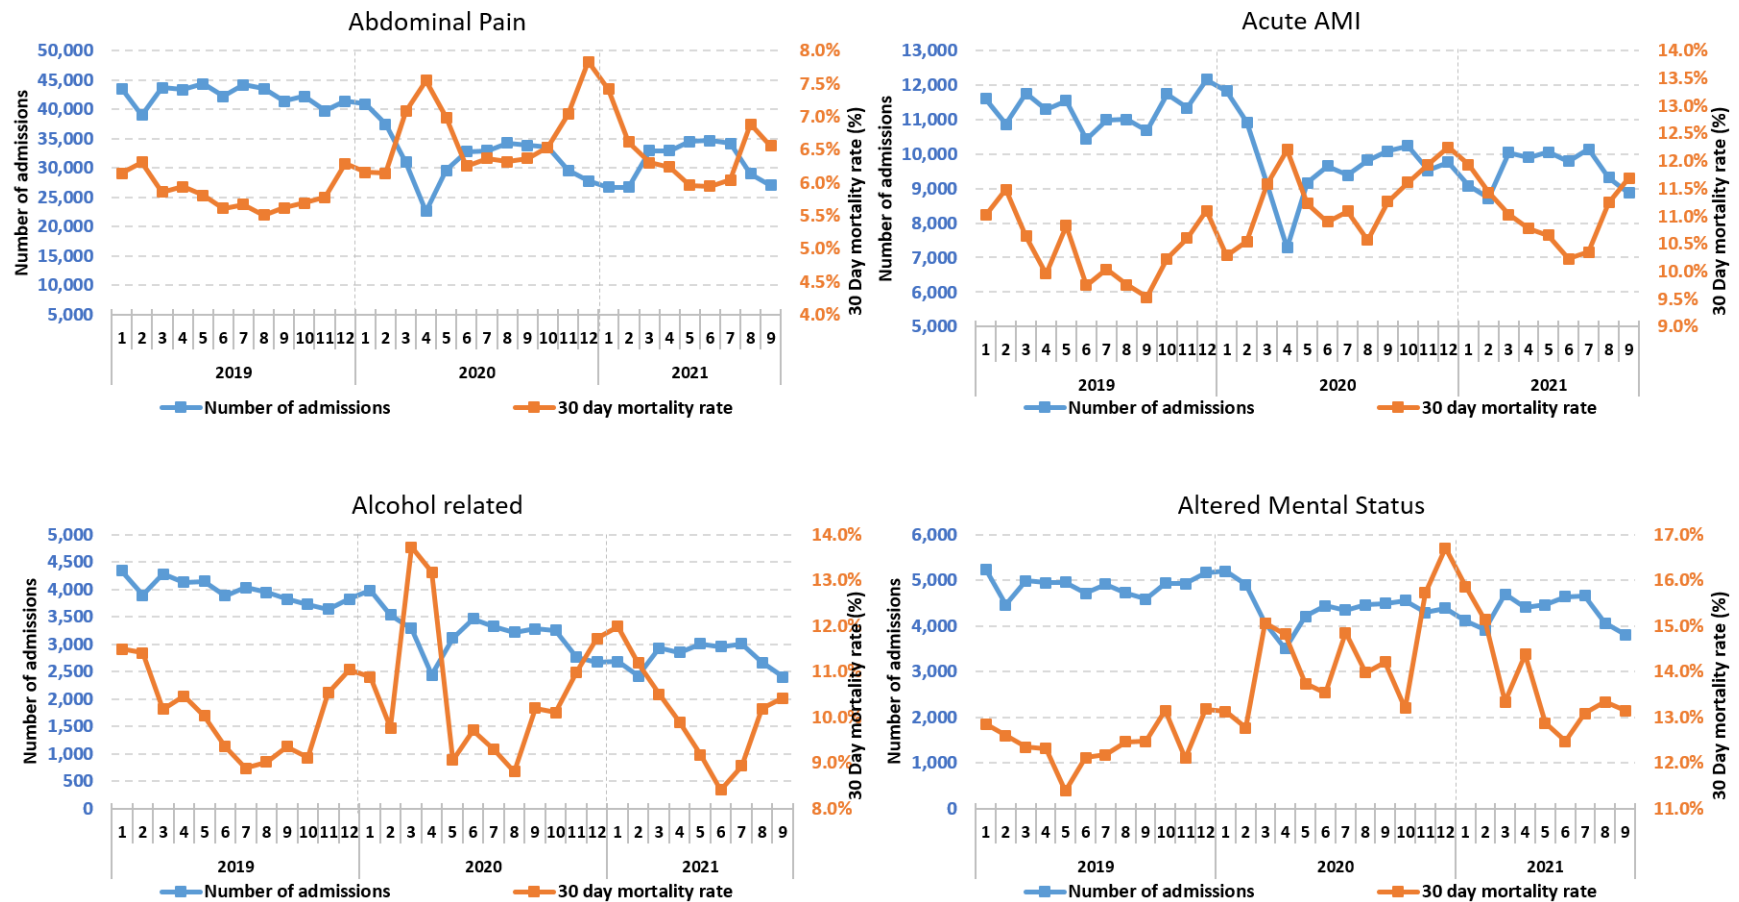 Abdominal Pain
50,000
45,000
40,000
35,000
30,000
25,000
20,000
15,000
10,000
5,000
Number of admissions
8.0%
7.5%
7.0%
6.5%
6.0%
5.5%
5.0%
4.5%
4.0%
30 Day mortality rate (%)
1 2 3 4 5 6 7 8 9 10 11 12 1 2 3 4 5 6 7 8 9 10 11 12 1 2 3 4 5 6 7 8 9
2019 2020 2021
Number of admissions 30 day mortality rate
Acute AMI
13,000
12,000
11,000
10,000
9,000
8,000
7,000
6,000
5,000
Number of admissions
14.0%
13.5%
13.0%
12.5%
12.0%
11.5%
11.0%
10.5%
10.0%
9.5%
9.0%
30 Day mortality rate (%)
1 2 3 4 5 6 7 8 9 10 11 12 1 2 3 4 5 6 7 8 9 10 11 12 1 2 3 4 5 6 7 8 9
2019 2020 2021
Number of admissions 30 day mortality rate
Alcohol related
5,000
4,500
4,000
3,500
3,000
2,500
2,000
1,500
1,000
500
0
Number of admissions
14.0%
13.0%
12.0%
11.0%
10.0%
9.0%
8.0%
30 Day mortality rate (%)
1 2 3 4 5 6 7 8 9 10 11 12 1 2 3 4 5 6 7 8 9 10 11 12 1 2 3 4 5 6 7 8 9
2019 2020 2021
Number of admissions 30 day mortality rate
Altered Mental Status
6,000
5,000
4,000
3,000
2,000
1,000
0
Number of admissions
17.0%
16.0%
15.0%
14.0%
13.0%
12.0%
11.0%
30 Day mortality rate (%)
1 2 3 4 5 6 7 8 9 10 11 12 1 2 3 4 5 6 7 8 9 10 11 12 1 2 3 4 5 6 7 8 9
2019 2020 2021
Number of admissions 30 day mortality rate